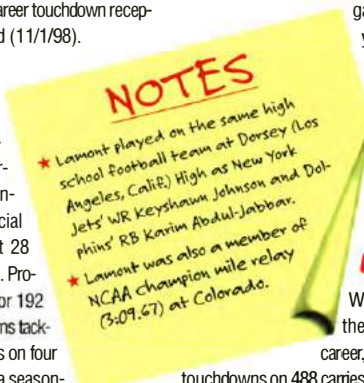 areer touchdown recep-
d (11/1/98).
NOTES
★ Lamont played on the same high
school football team at Dorsey (Los
Angeles, Calif.) High as New York
Jets' WR Keyshawn Johnson and Dol-
phins' RB Karim Abdul-Jabbar.
★ Lamont was also a member of
NCAA champion mile relay
(3:09.67) at Colorado.
cial
t 28
. Pro-
or 192
ms tack-
s on four
a season-
ga
W
the
career,
touchdowns on 488 carries